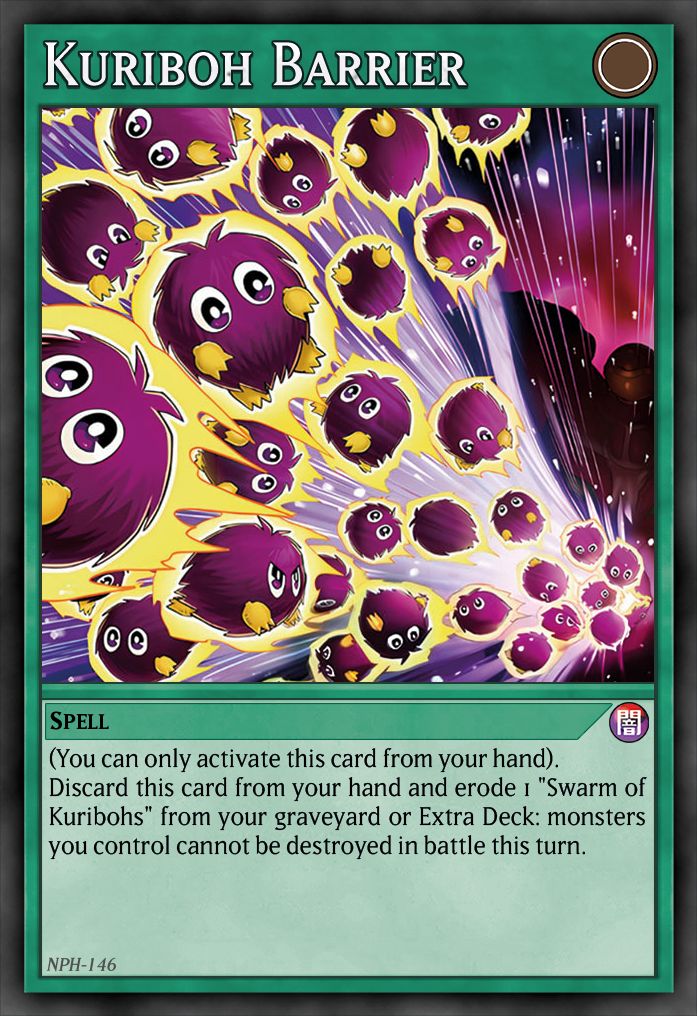 Kuriboh Barrier
Spell
闇
(You can only activate this card from your hand).
Discard this card from your hand and erode 1 "Swarm of
Kuribohs" from your graveyard or Extra Deck: monsters
you control cannot be destroyed in battle this turn.
NPH-146